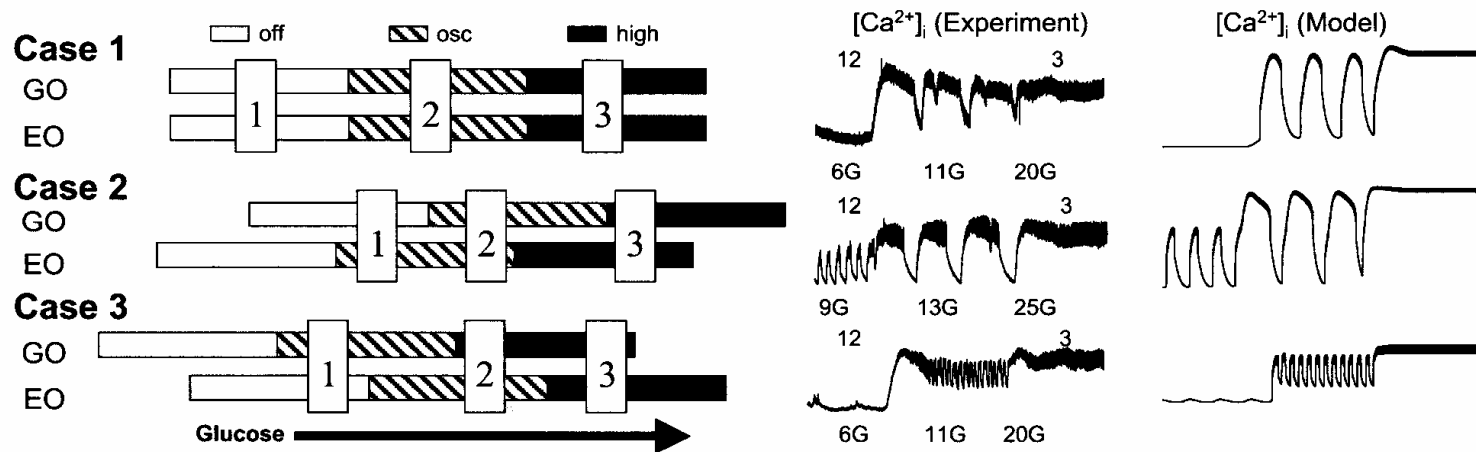 off osc high
Case 1
GO
EO
1 2 3
Case 2
GO
EO
1 2 3
Case 3
GO
EO
1 2 3
Glucose
[Ca²⁺]ᵢ (Experiment)
12 3
6G 11G 20G
12 3
9G 13G 25G
12 3
6G 11G 20G
[Ca²⁺]ᵢ (Model)